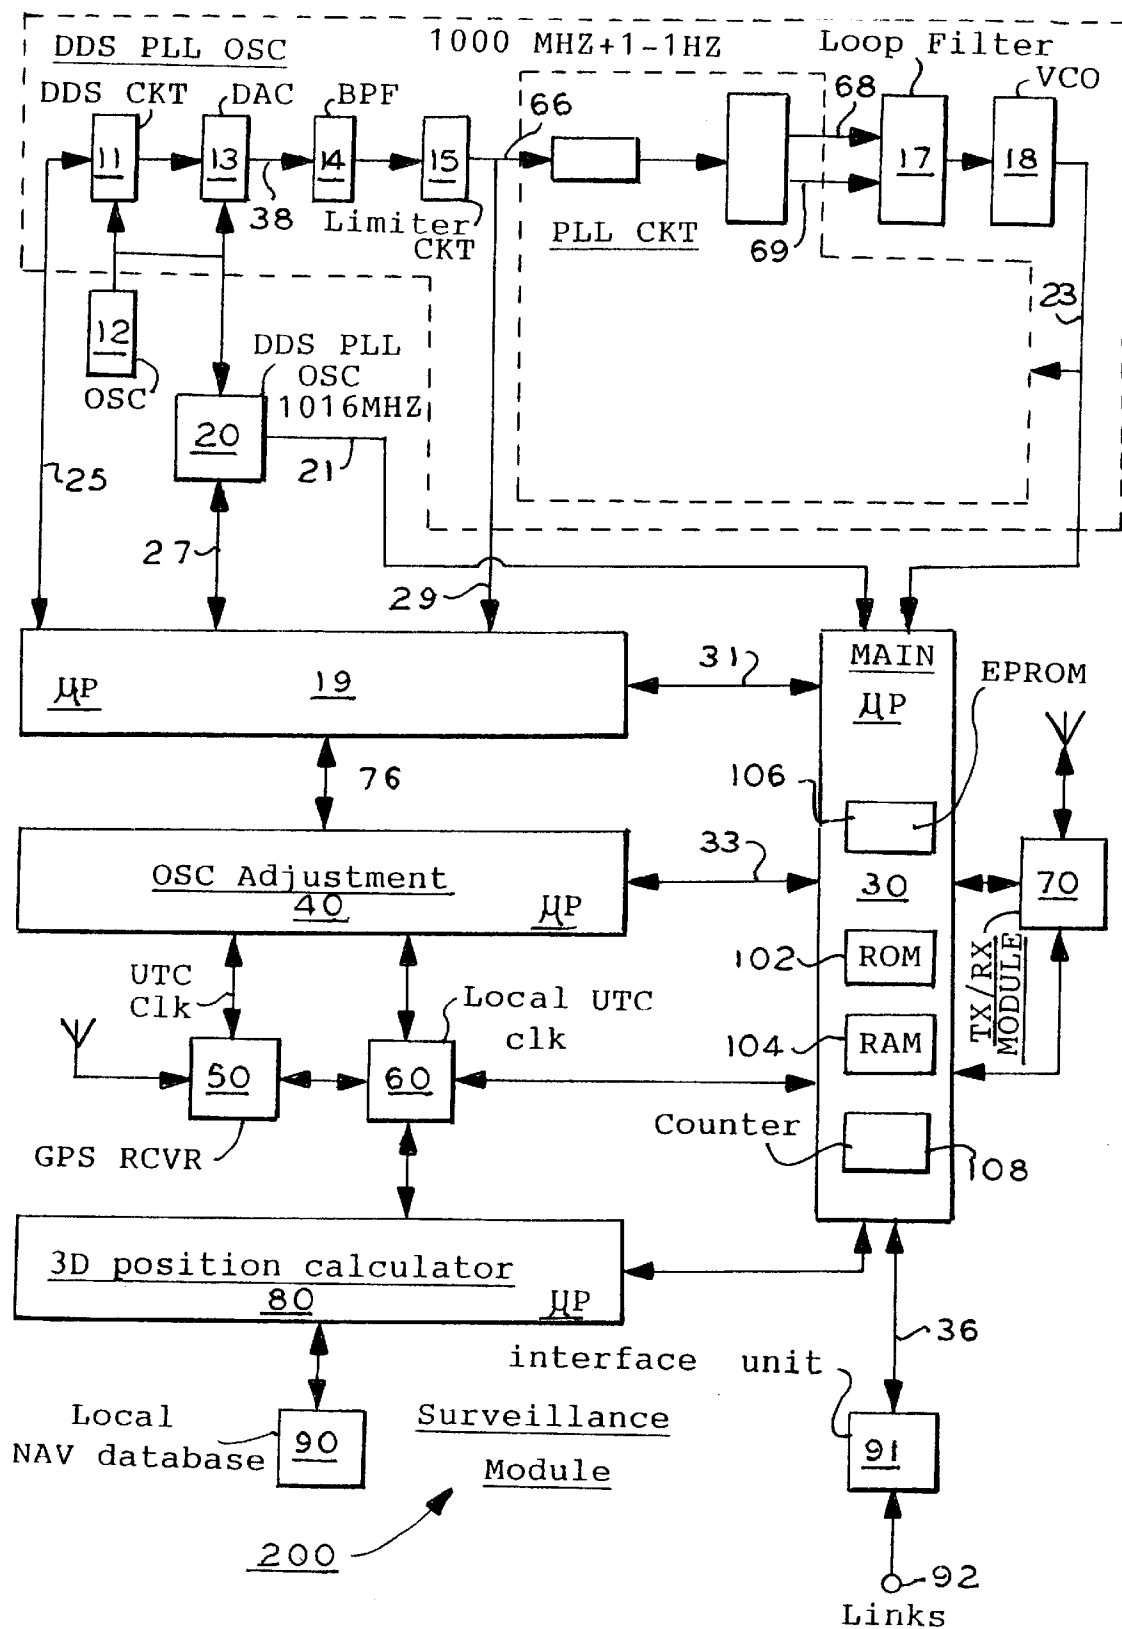 DDS PLL OSC
1000 MHZ+1-1HZ
Loop Filter
DDS CKT
DAC
BPF
66
68
VCO
11
13
14
15
17
18
38
Limiter
CKT
PLL CKT
69
12
OSC
23
DDS PLL
OSC
1016MHZ
20
21
25
27
29
µP
19
31
MAIN
µP
EPROM
76
106
OSC Adjustment
40
µP
33
30
70
UTC
Clk
Local UTC
clk
102
ROM
TX/RX
MODULE
104
RAM
50
60
GPS RCVR
Counter
108
3D position calculator
80
µP
36
interface unit
Local
NAV database
90
Surveillance
Module
91
200
92
Links